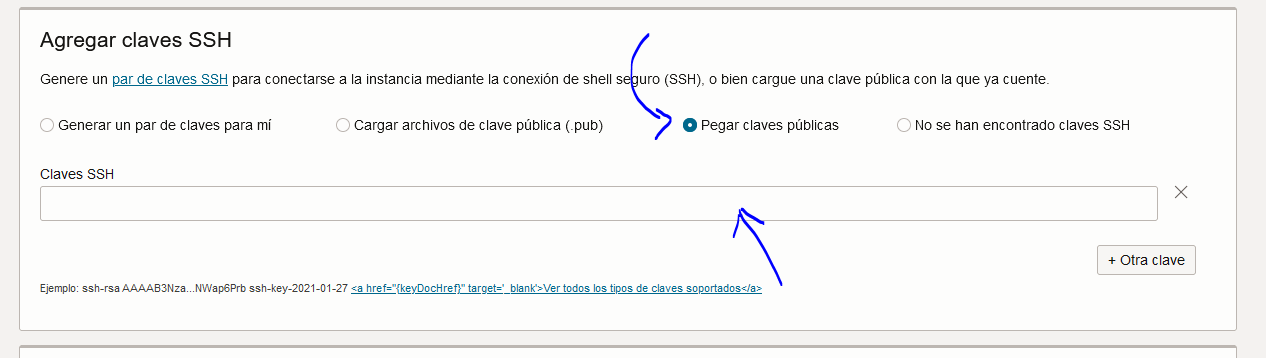 Agregar claves SSH
Genere un par de claves SSH para conectarse a la instancia mediante la conexión de shell seguro (SSH), o bien cargue una clave pública con la que ya cuente.
Generar un par de claves para mí
Cargar archivos de clave pública (.pub)
Pegar claves públicas
No se han encontrado claves SSH
Claves SSH
+ Otra clave
Ejemplo: ssh-rsa AAAAB3Nza...NWap6Prb ssh-key-2021-01-27 <a href="{keyDocHref}" target='_blank'>Ver todos los tipos de claves soportados</a>